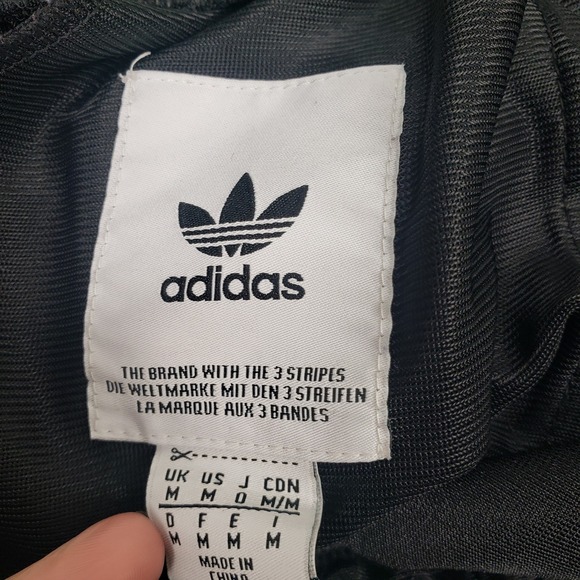 adidas
THE BRAND WITH THE 3 STRIPES
DIE WELTMARKE MIT DEN 3 STREIFEN
LA MARQUE AUX 3 BANDES
UK US J CDN
M M O M/M
D F E I
M M M M
MADE IN
CHINA